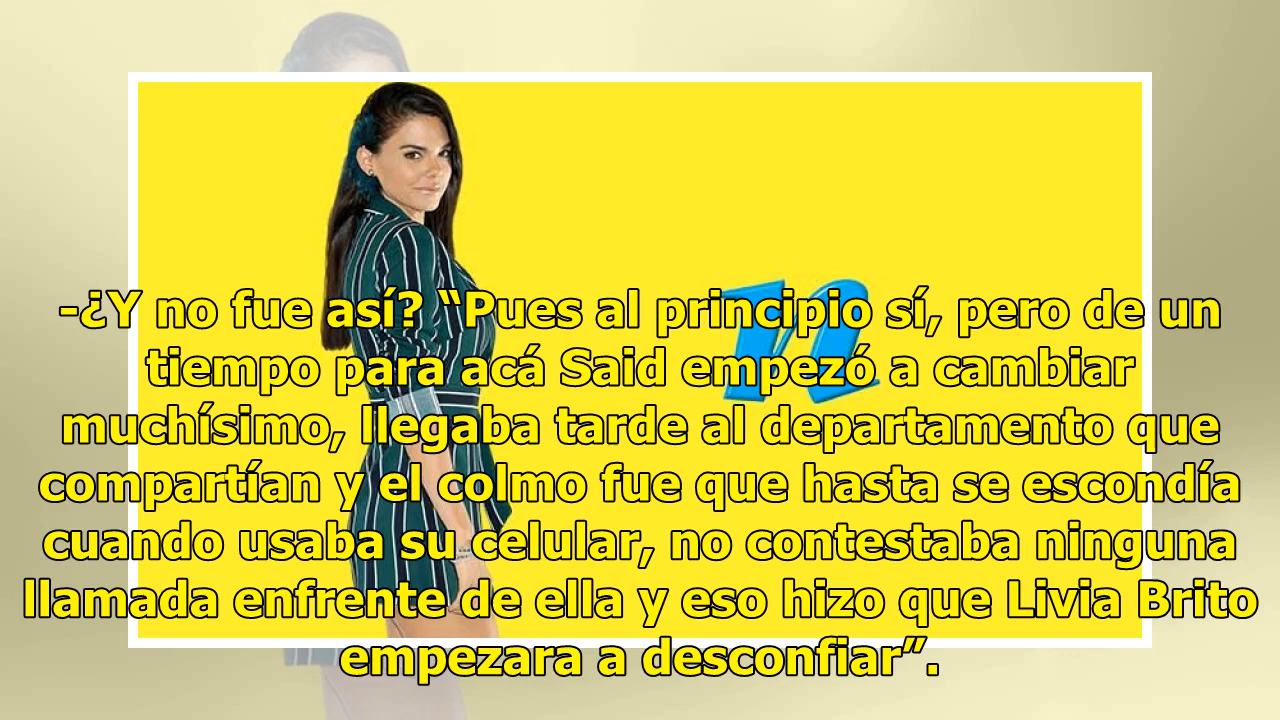 -¿Y no fue así? “Pues al principio sí, pero de un
tiempo para acá Said empezó a cambiar
muchísimo, llegaba tarde al departamento que
compartían y el colmo fue que hasta se escondía
cuando usaba su celular, no contestaba ninguna
llamada enfrente de ella y eso hizo que Livia Brito
empezara a desconfiar”.
n